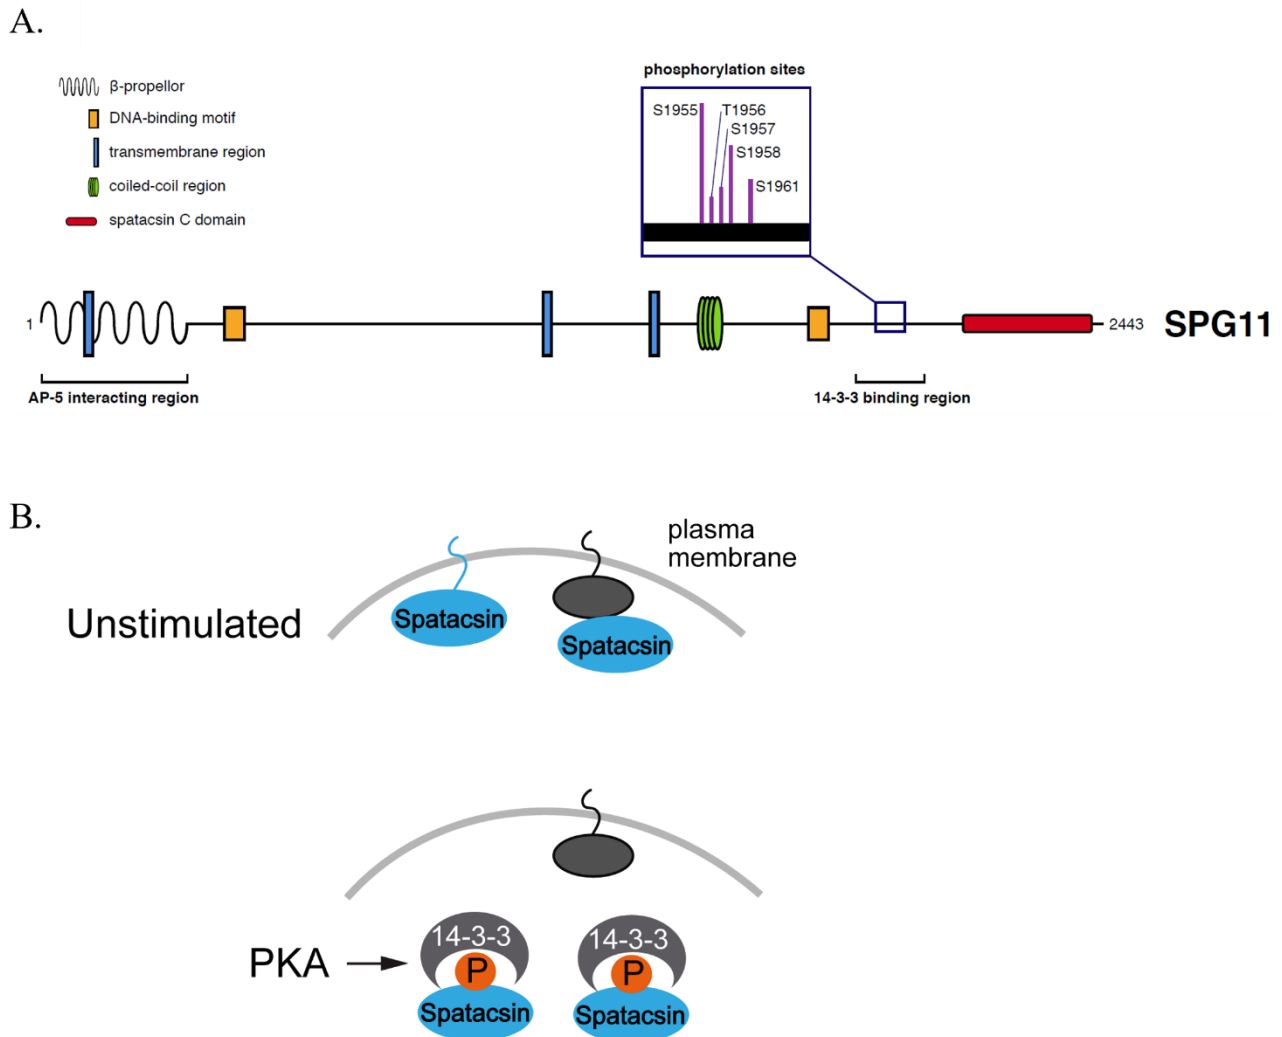 A.
β-propellor
DNA-binding motif
transmembrane region
coiled-coil region
spatacsin C domain
phosphorylation sites
S1955
T1956
S1957
S1958
S1961
1
2443
SPG11
AP-5 interacting region
14-3-3 binding region
B.
plasma
membrane
Unstimulated
Spatacsin
Spatacsin
PKA
14-3-3
P
Spatacsin
14-3-3
P
Spatacsin